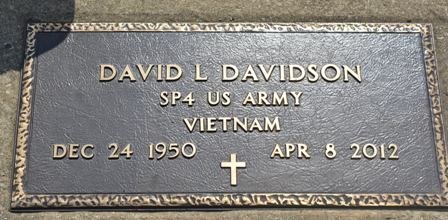 DAVID L DAVIDSON
SP4 US ARMY
VIETNAM
DEC 24 1950 APR 8 2012